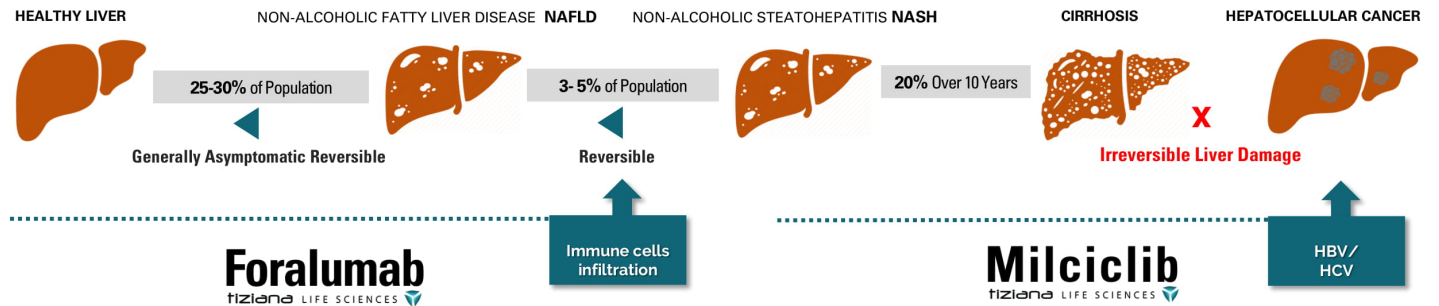 HEALTHY LIVER
NON-ALCOHOLIC FATTY LIVER DISEASE NAFLD
NON-ALCOHOLIC STEATOHEPATITIS NASH
CIRRHOSIS
HEPATOCELLULAR CANCER
25-30% of Population
3- 5% of Population
20% Over 10 Years
X
Generally Asymptomatic Reversible
Reversible
Irreversible Liver Damage
Immune cells
infiltration
HBV/
HCV
Foralumab
tiziana LIFE SCIENCES
Milciclib
tiziana LIFE SCIENCES